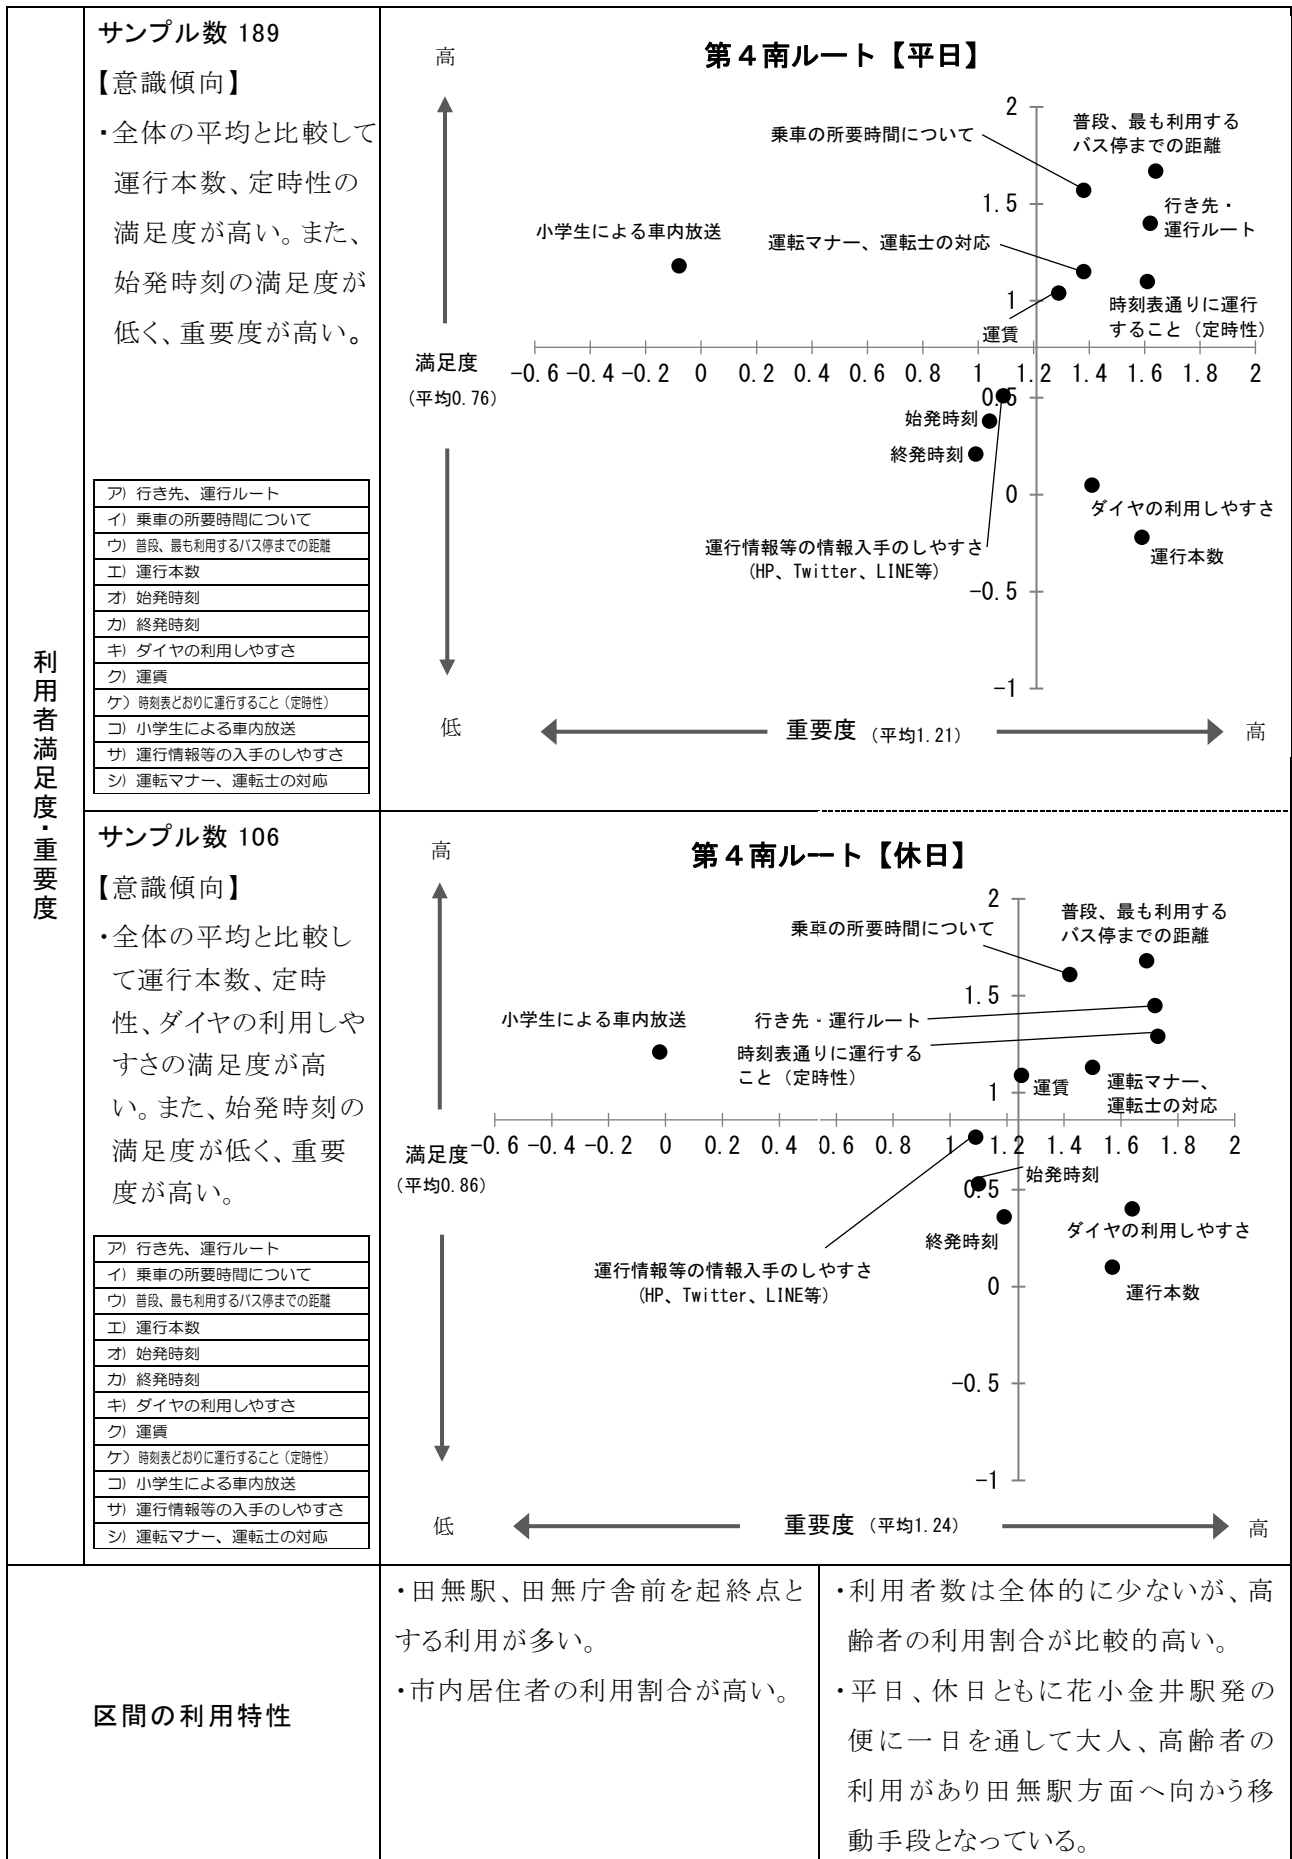 利用者満足度・重要度
サンプル数 189
【意識傾向】
・全体の平均と比較して
運行本数、定時性の
満足度が高い。また、
始発時刻の満足度が
低く、重要度が高い。
ア) 行き先、運行ルート
イ) 乗車の所要時間について
ウ) 普段、最も利用するバス停までの距離
エ) 運行本数
オ) 始発時刻
カ) 終発時刻
キ) ダイヤの利用しやすさ
ク) 運賃
ケ) 時刻表どおりに運行すること(定時性)
コ) 小学生による車内放送
サ) 運行情報等の入手のしやすさ
シ) 運転マナー、運転士の対応
第4南ルート【平日】
高
2
乗車の所要時間について
普段、最も利用する
バス停までの距離
1.5
行き先・
運行ルート
小学生による車内放送
運転マナー、運転士の対応
1
運賃
時刻表通りに運行
すること(定時性)
満足度
(平均0.76)
-0.6 -0.4 -0.2 0 0.2 0.4 0.6 0.8 1 1.2 1.4 1.6 1.8 2
0.5
始発時刻
終発時刻
0
ダイヤの利用しやすさ
運行情報等の情報入手のしやすさ
(HP、Twitter、LINE等)
運行本数
-0.5
-1
低
重要度 (平均1.21)
高
サンプル数 106
【意識傾向】
・全体の平均と比較し
て運行本数、定時
性、ダイヤの利用しや
すさの満足度が高
い。また、始発時刻の
満足度が低く、重要
度が高い。
ア) 行き先、運行ルート
イ) 乗車の所要時間について
ウ) 普段、最も利用するバス停までの距離
エ) 運行本数
オ) 始発時刻
カ) 終発時刻
キ) ダイヤの利用しやすさ
ク) 運賃
ケ) 時刻表どおりに運行すること(定時性)
コ) 小学生による車内放送
サ) 運行情報等の入手のしやすさ
シ) 運転マナー、運転士の対応
第4南ルート【休日】
高
2
乗車の所要時間について
普段、最も利用する
バス停までの距離
1.5
小学生による車内放送
行き先・運行ルート
時刻表通りに運行する
こと(定時性)
1
運賃
運転マナー、
運転士の対応
満足度
(平均0.86)
-0.6 -0.4 -0.2 0 0.2 0.4 0.6 0.8 1 1.2 1.4 1.6 1.8 2
0.5
始発時刻
終発時刻
ダイヤの利用しやすさ
運行情報等の情報入手のしやすさ
(HP、Twitter、LINE等)
0
運行本数
-0.5
-1
低
重要度 (平均1.24)
高
区間の利用特性
・田無駅、田無庁舎前を起終点と
する利用が多い。
・市内居住者の利用割合が高い。
・利用者数は全体的に少ないが、高
齢者の利用割合が比較的高い。
・平日、休日ともに花小金井駅発の
便に一日を通して大人、高齢者の
利用があり田無駅方面へ向かう移
動手段となっている。